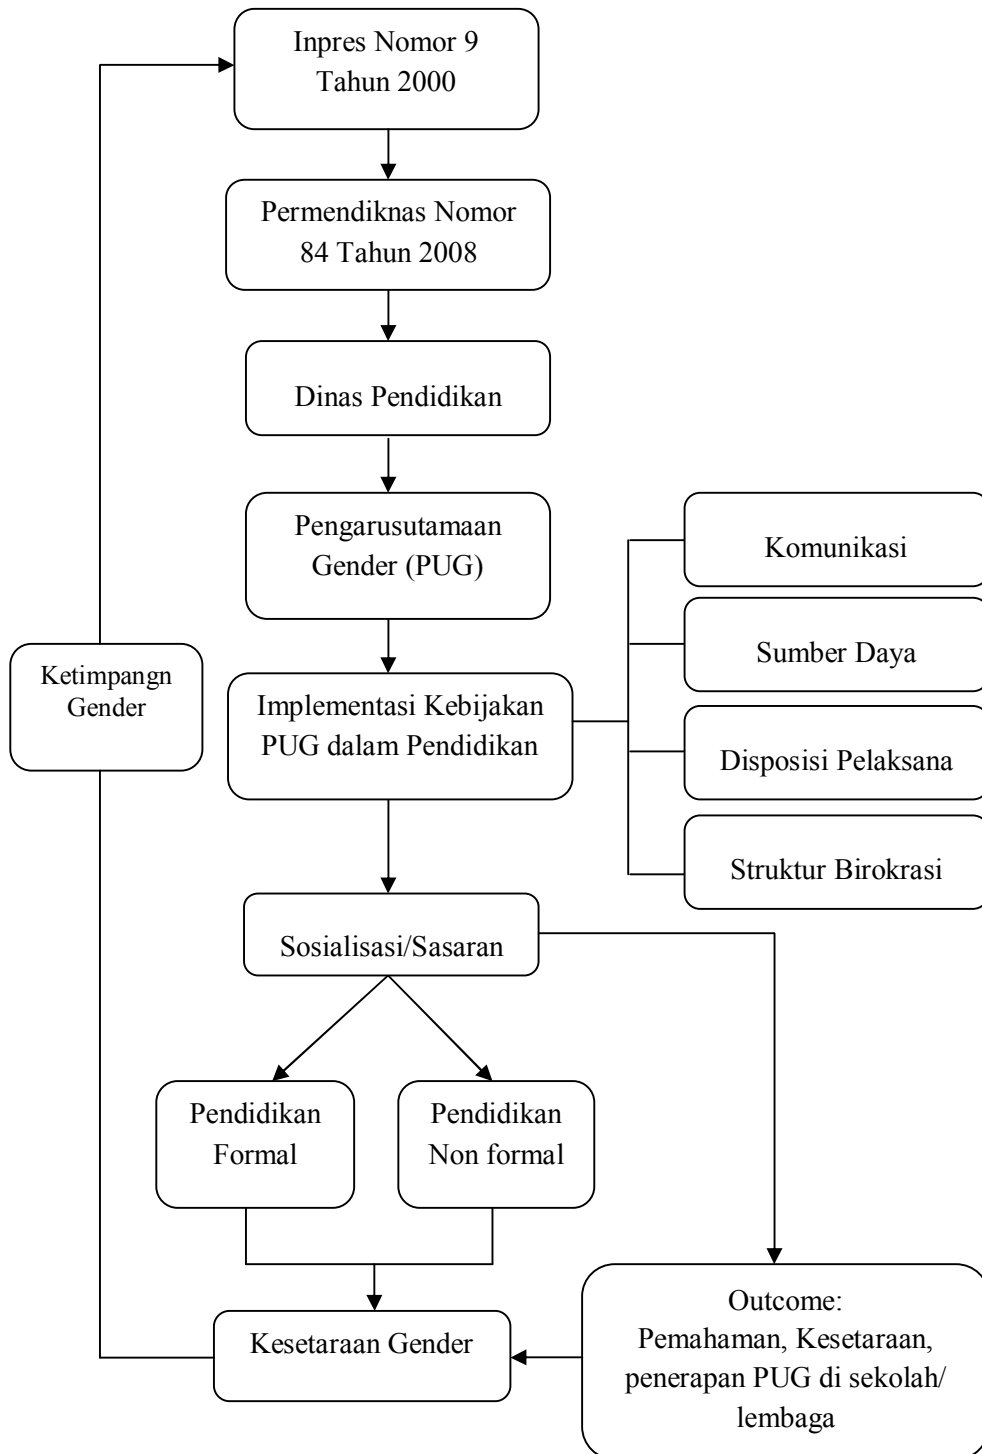 Inpres Nomor 9
Tahun 2000
Permendiknas Nomor
84 Tahun 2008
Dinas Pendidikan
Pengarusutamaan
Gender (PUG)
Komunikasi
Sumber Daya
Ketimpangn
Gender
Implementasi Kebijakan
PUG dalam Pendidikan
Disposisi Pelaksana
Struktur Birokrasi
Sosialisasi/Sasaran
Pendidikan
Formal
Pendidikan
Non formal
Kesetaraan Gender
Outcome:
Pemahaman, Kesetaraan,
penerapan PUG di sekolah/
lembaga